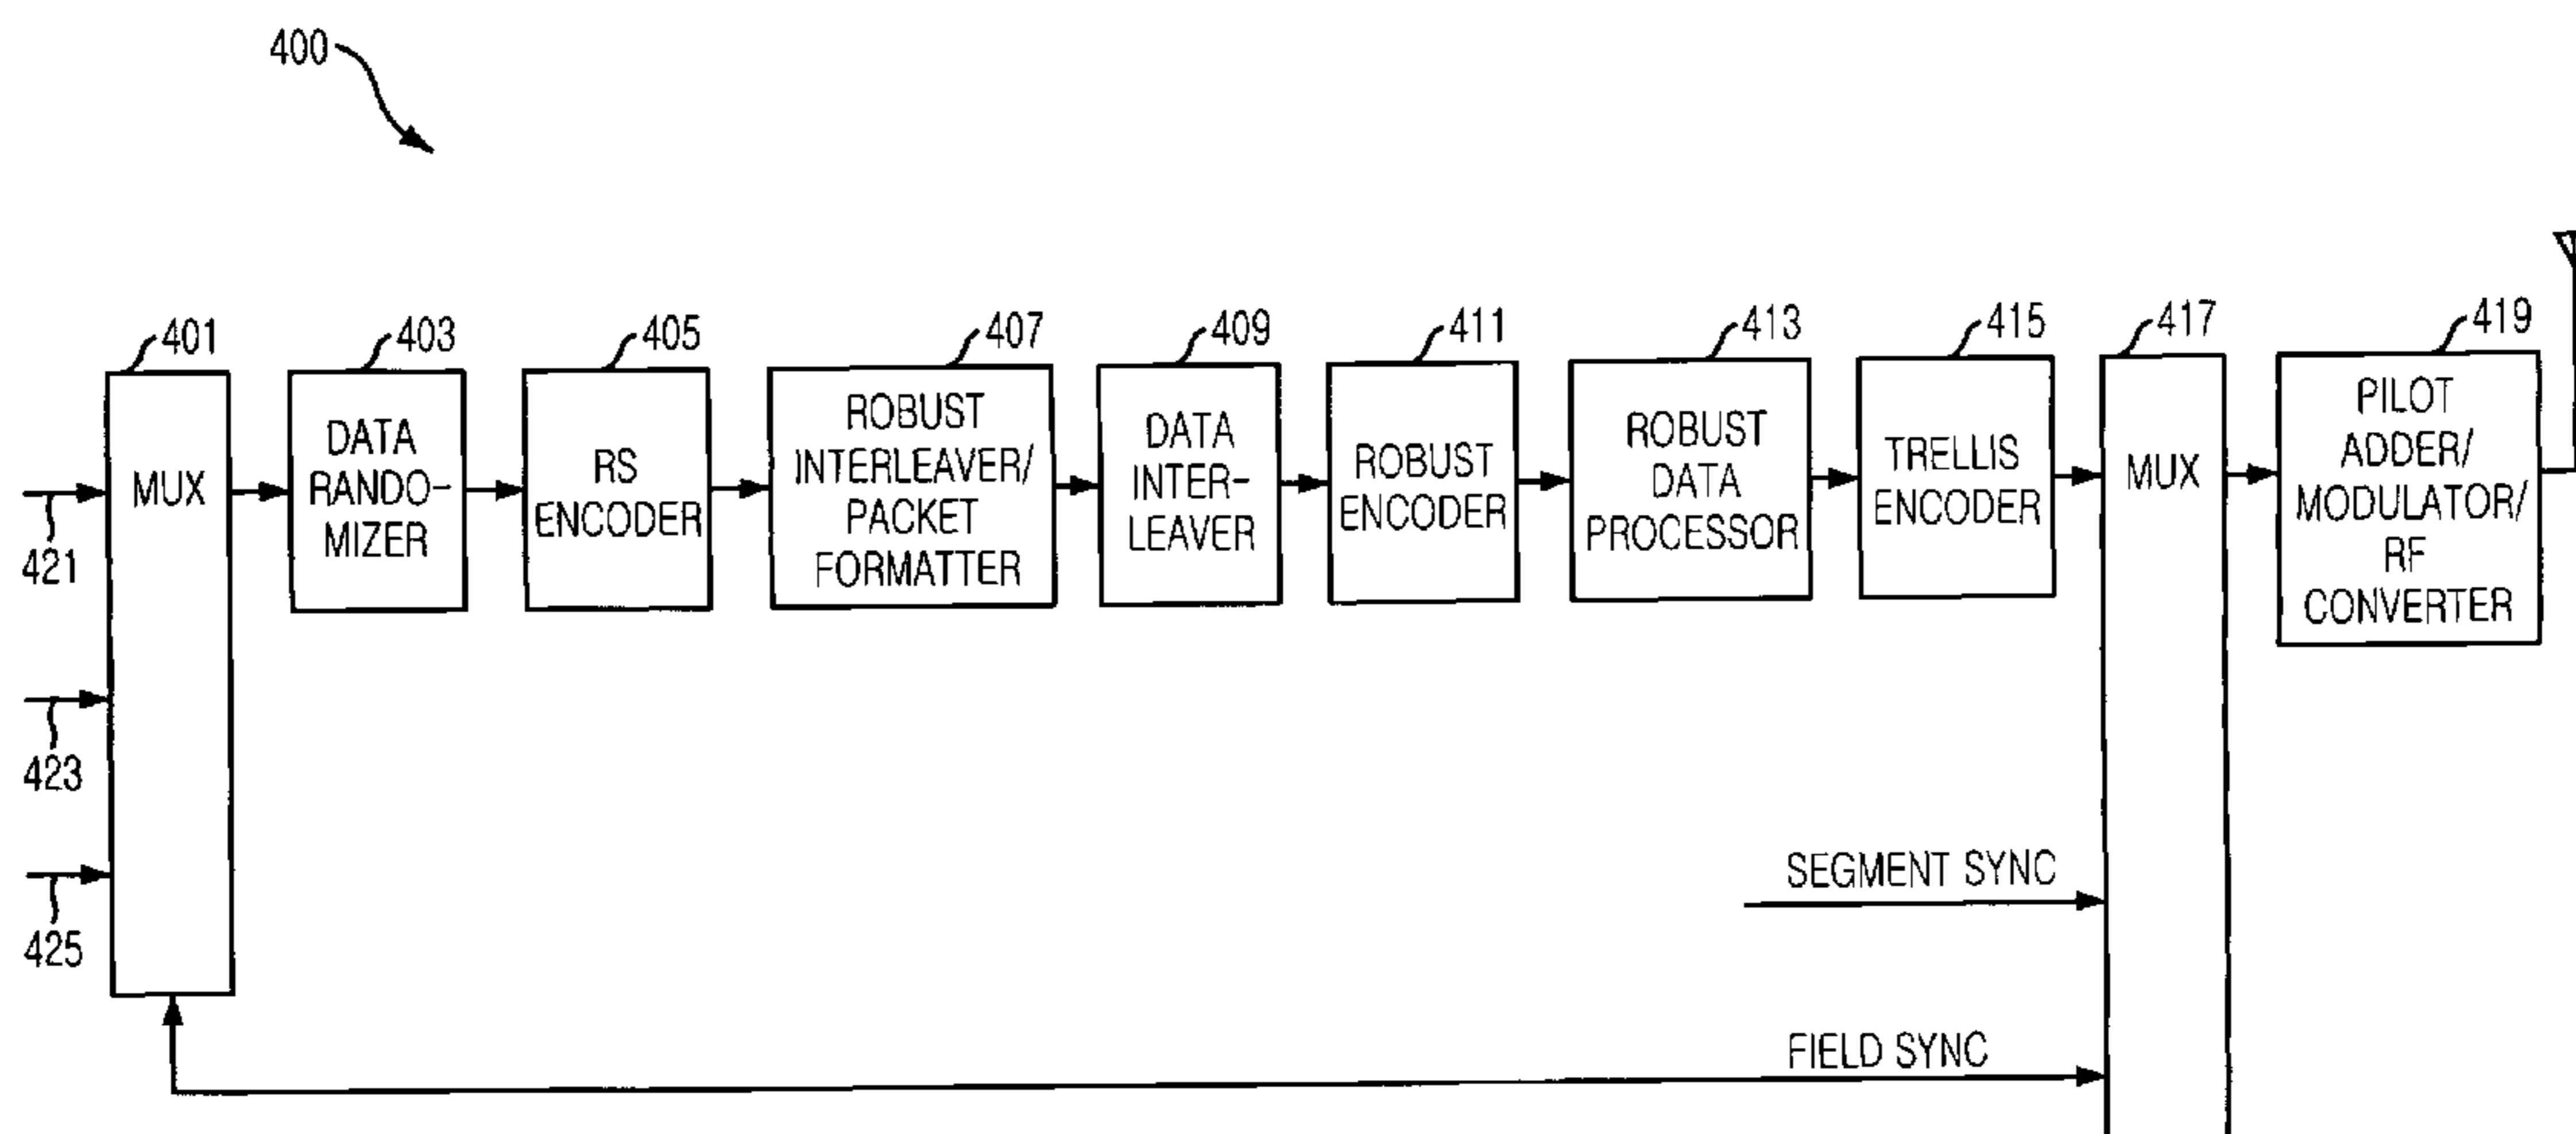 400
401
403
405
407
409
411
413
415
417
419
MUX
DATA
RANDO-
MIZER
RS
ENCODER
ROBUST
INTERLEAVER/
PACKET
FORMATTER
DATA
INTER-
LEAVER
ROBUST
ENCODER
ROBUST
DATA
PROCESSOR
TRELLIS
ENCODER
MUX
PILOT
ADDER/
MODULATOR/
RF
CONVERTER
421
423
425
SEGMENT SYNC
FIELD SYNC